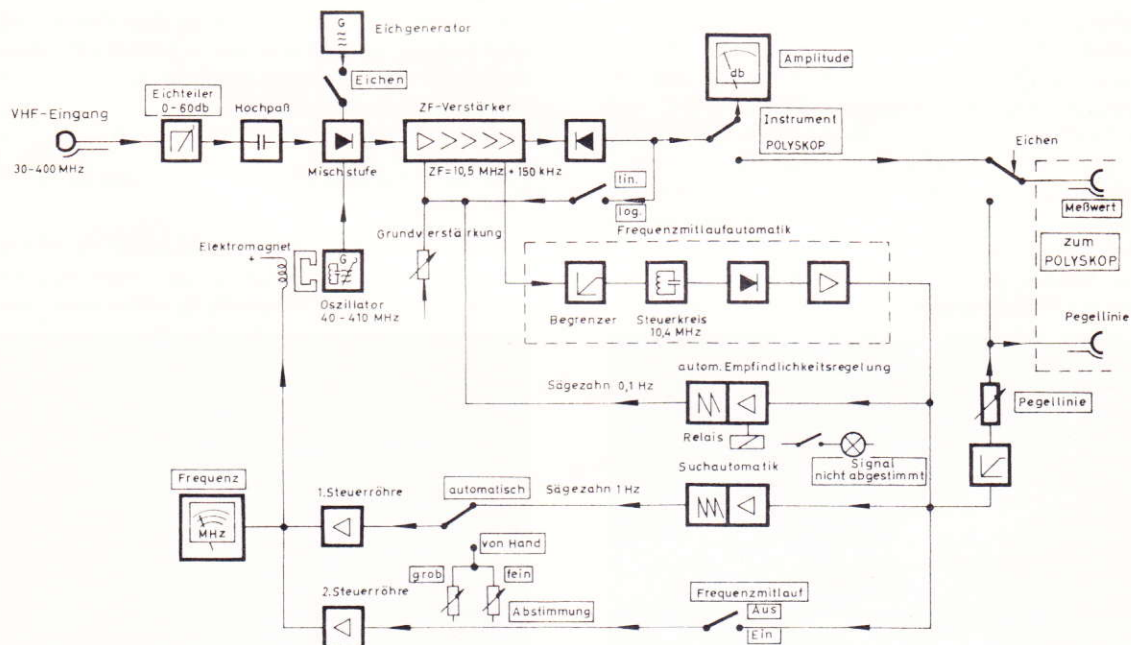 G
Eichgenerator
Eichen
db
Amplitude
VHF-Eingang
30-400 MHz
Eichteiler
0-60db
Hochpaß
Mischstufe
ZF-Verstärker
ZF=10,5 MHz + 150 kHz
Instrument
POLYSKOP
Eichen
Meßwert
zum
POLYSKOP
Pegellinie
lin.
log.
Grundverstärkung
Elektromagnet
+
G
Oszillator
40-410 MHz
Frequenzmitlaufautomatik
Begrenzer
Steuerkreis
10,4 MHz
autom. Empfindlichkeitsregelung
Sägezahn 0,1 Hz
Relais
Signal
nicht abgestimmt
Pegellinie
Suchautomatik
Sägezahn 1 Hz
Frequenz
MHz
1.Steuerröhre
automatisch
von Hand
grob
fein
Abstimmung
2.Steuerröhre
Frequenzmitlauf
Aus
Ein